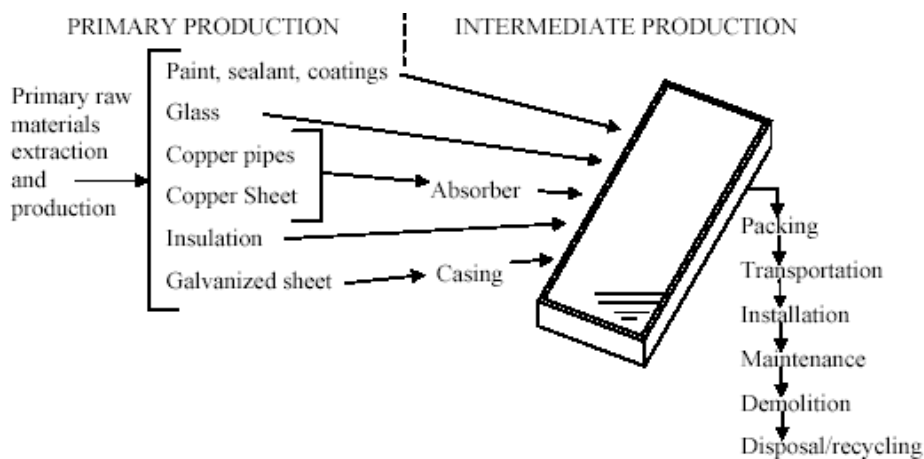 PRIMARY PRODUCTION
INTERMEDIATE PRODUCTION
Primary raw
materials
extraction
and
production
Paint, sealant, coatings
Glass
Copper pipes
Copper Sheet
Insulation
Galvanized sheet
Absorber
Casing
Packing
Transportation
Installation
Maintenance
Demolition
Disposal/recycling